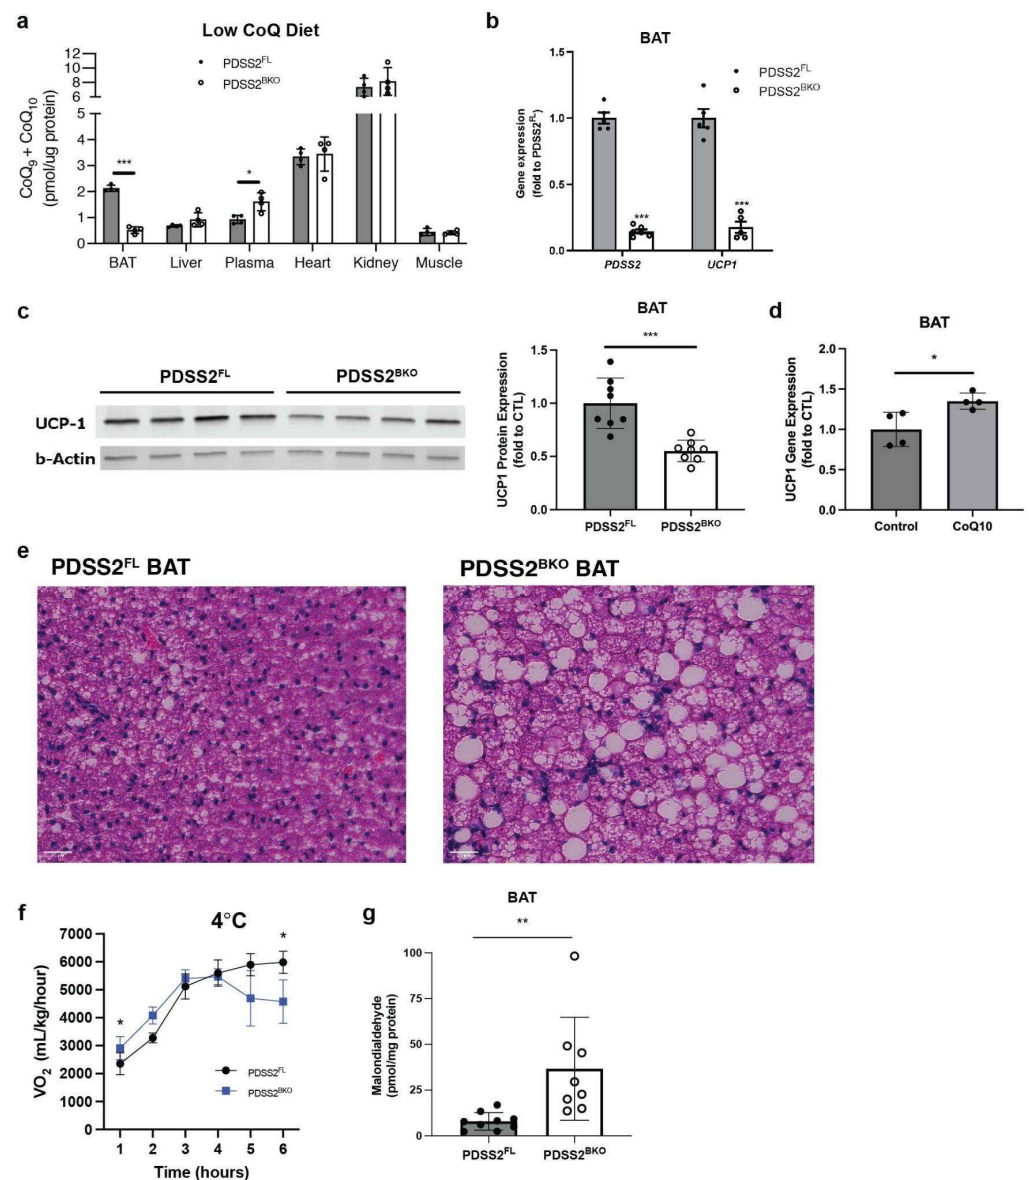 a
Low CoQ Diet
CoQ9 + CoQ10
(pmol/ug protein)
12
10
8
6
5
4
3
2
1
0
PDSS2FL
PDSS2BKO
***
*
BAT
Liver
Plasma
Heart
Kidney
Muscle
b
BAT
Gene expression
(fold to PDSS2FL)
1.5
1.0
0.5
0.0
PDSS2FL
PDSS2BKO
***
***
PDSS2
UCP1
c
PDSS2FL
PDSS2BKO
UCP-1
b-Actin
BAT
UCP1 Protein Expression
(fold to CTL)
1.5
1.0
0.5
0.0
***
PDSS2FL
PDSS2BKO
d
BAT
UCP1 Gene Expression
(fold to CTL)
2.0
1.5
1.0
0.5
0.0
*
Control
CoQ10
e
PDSS2FL BAT
PDSS2BKO BAT
f
4°C
VO2 (mL/kg/hour)
7000
6000
5000
4000
3000
2000
1000
0
*
*
PDSS2FL
PDSS2BKO
1
2
3
4
5
6
Time (hours)
g
BAT
**
Malondialdehyde
(pmol/mg protein)
100
75
50
25
0
PDSS2FL
PDSS2BKO